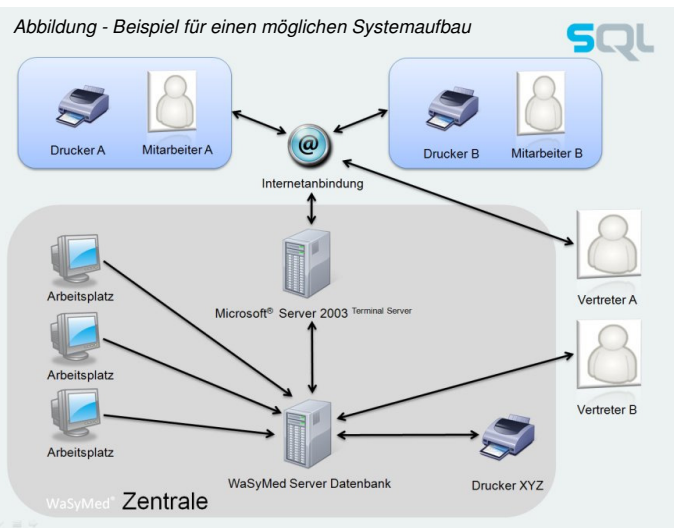 Abbildung - Beispiel für einen möglichen Systemaufbau
SQL
Drucker A
Mitarbeiter A
@
Drucker B
Mitarbeiter B
Internetanbindung
Arbeitsplatz
Microsoft® Server 2003 Terminal Server
Vertreter A
Arbeitsplatz
Vertreter B
Arbeitsplatz
WaSyMed Server Datenbank
Drucker XYZ
WaSyMed® Zentrale